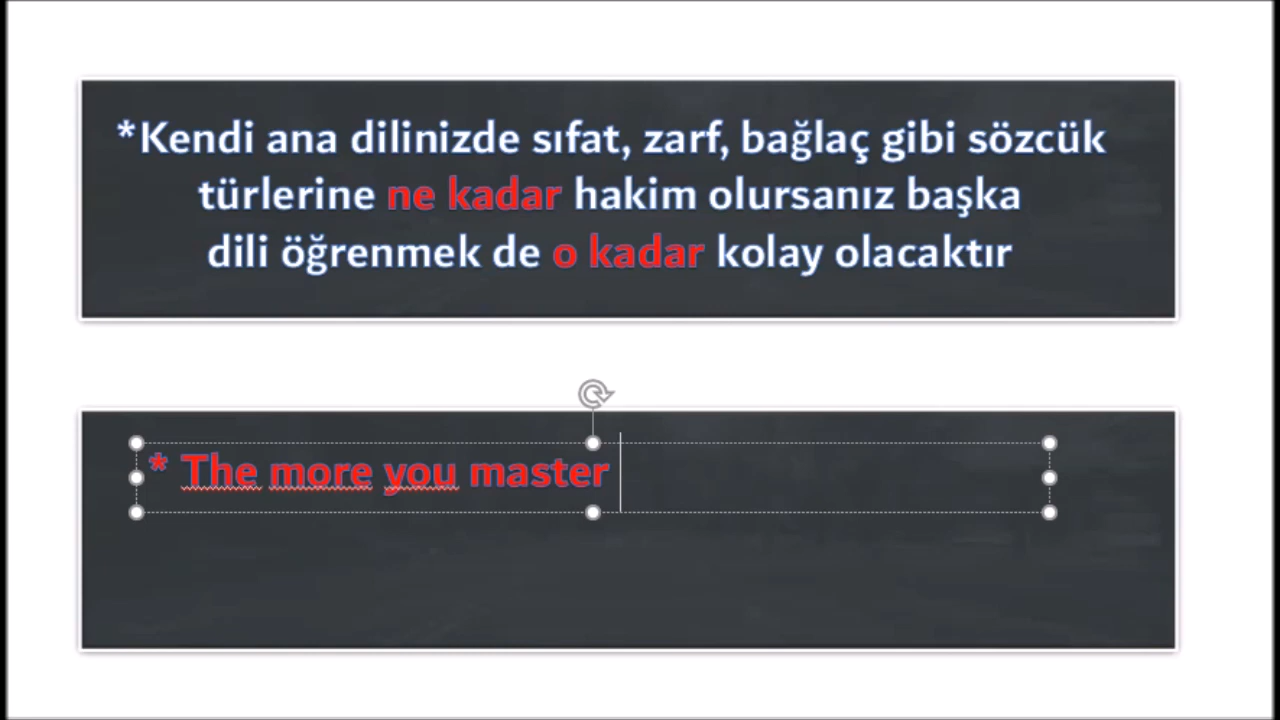 *Kendi ana dilinizde sıfat, zarf, bağlaç gibi sözcük
türlerine ne kadar hakim olursanız başka
dili öğrenmek de o kadar kolay olacaktır
* The more you master